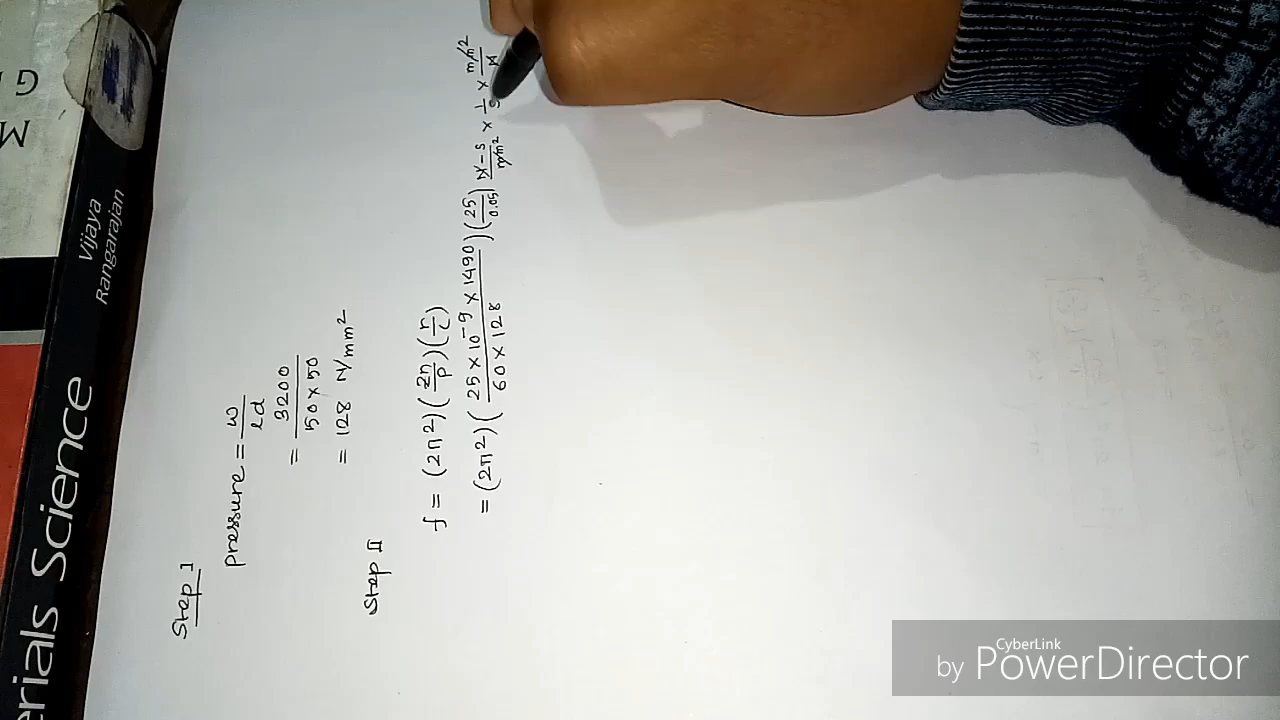 Step I
Pressure = w / ld
= 3200 / 50 x 50
= 128 N/mm²
Step II
f = (2π²) (zn / p) (r / c)
= (2π²) (25 x 10⁻⁹ x 1490 / 60 x 128) (25 / 0.05) N-s / mm² x 1 / s x mm² / N
erials Science
Vijaya
Rangarajan
M
G
CyberLink
by PowerDirector